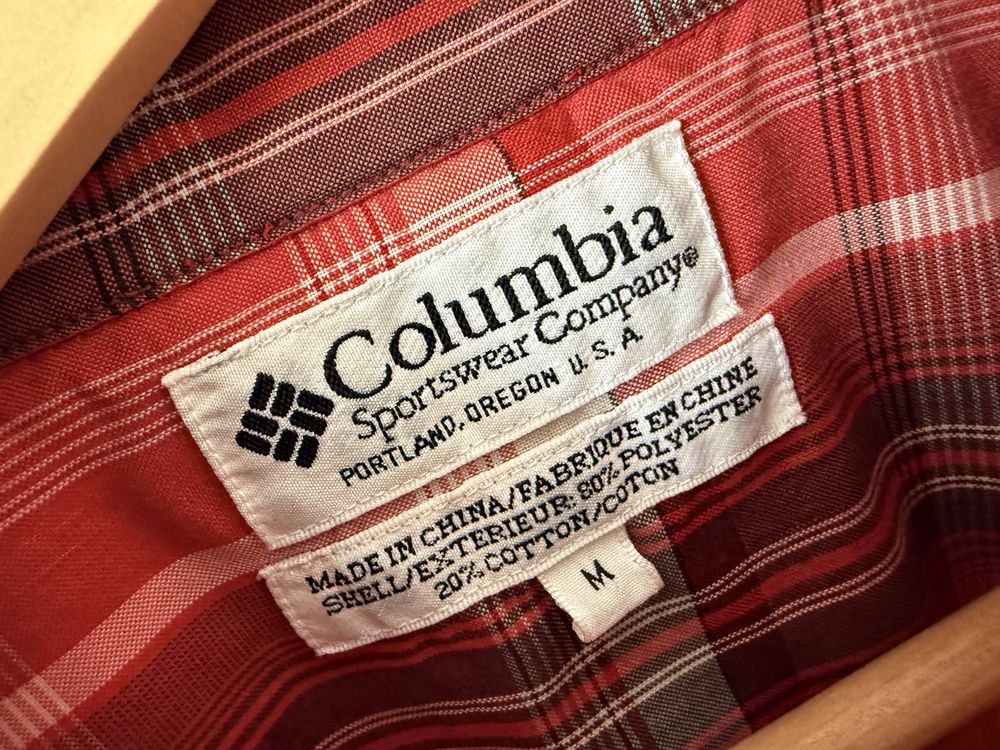 Columbia
Sportswear Company®
PORTLAND, OREGON U.S.A.
MADE IN CHINA/FABRIQUE EN CHINE
SHELL/EXTERIEUR: 80% POLYESTER
20% COTTON/COTON
M